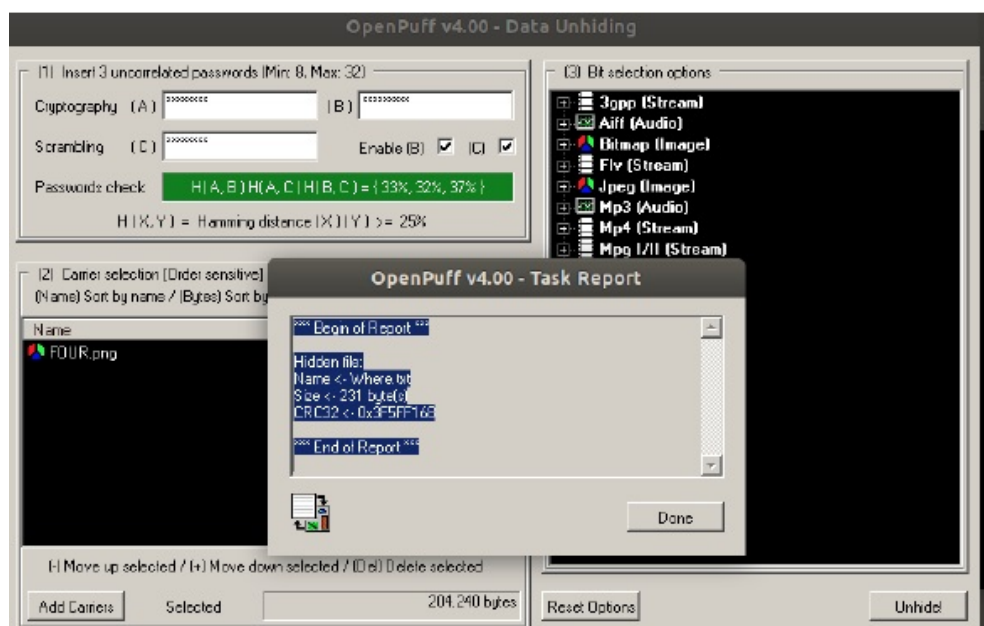 OpenPuff v4.00 - Data Unhiding
(1) Insert 3 uncorrelated passwords (Min: 8, Max: 32)
Cryptography (A) (B)
Scrambling (C) Enable (B) (C)
Passwords check H(A,B) H(A,C) H(B,C) = { 33%, 32%, 37% }
H(X,Y) = Hamming distance (X)(Y) >= 25%
(2) Carrier selection (Order sensitive)
(Name) Sort by name / (Bytes) Sort by
Name
FOUR.png
(-) Move up selected / (+) Move down selected / (Del) Delete selected
Add Carriers Selected 204.240 bytes
(3) Bit selection options
3gpp (Stream)
Aiff (Audio)
Bitmap (Image)
Flv (Stream)
Jpeg (Image)
Mp3 (Audio)
Mp4 (Stream)
Mpg I/II (Stream)
Reset Options Unhide!
OpenPuff v4.00 - Task Report
*** Begin of Report ***
Hidden file:
Name <- Where.txt
Size <- 231 byte(s)
CRC32 <- 0x3F5FF168
*** End of Report ***
Done